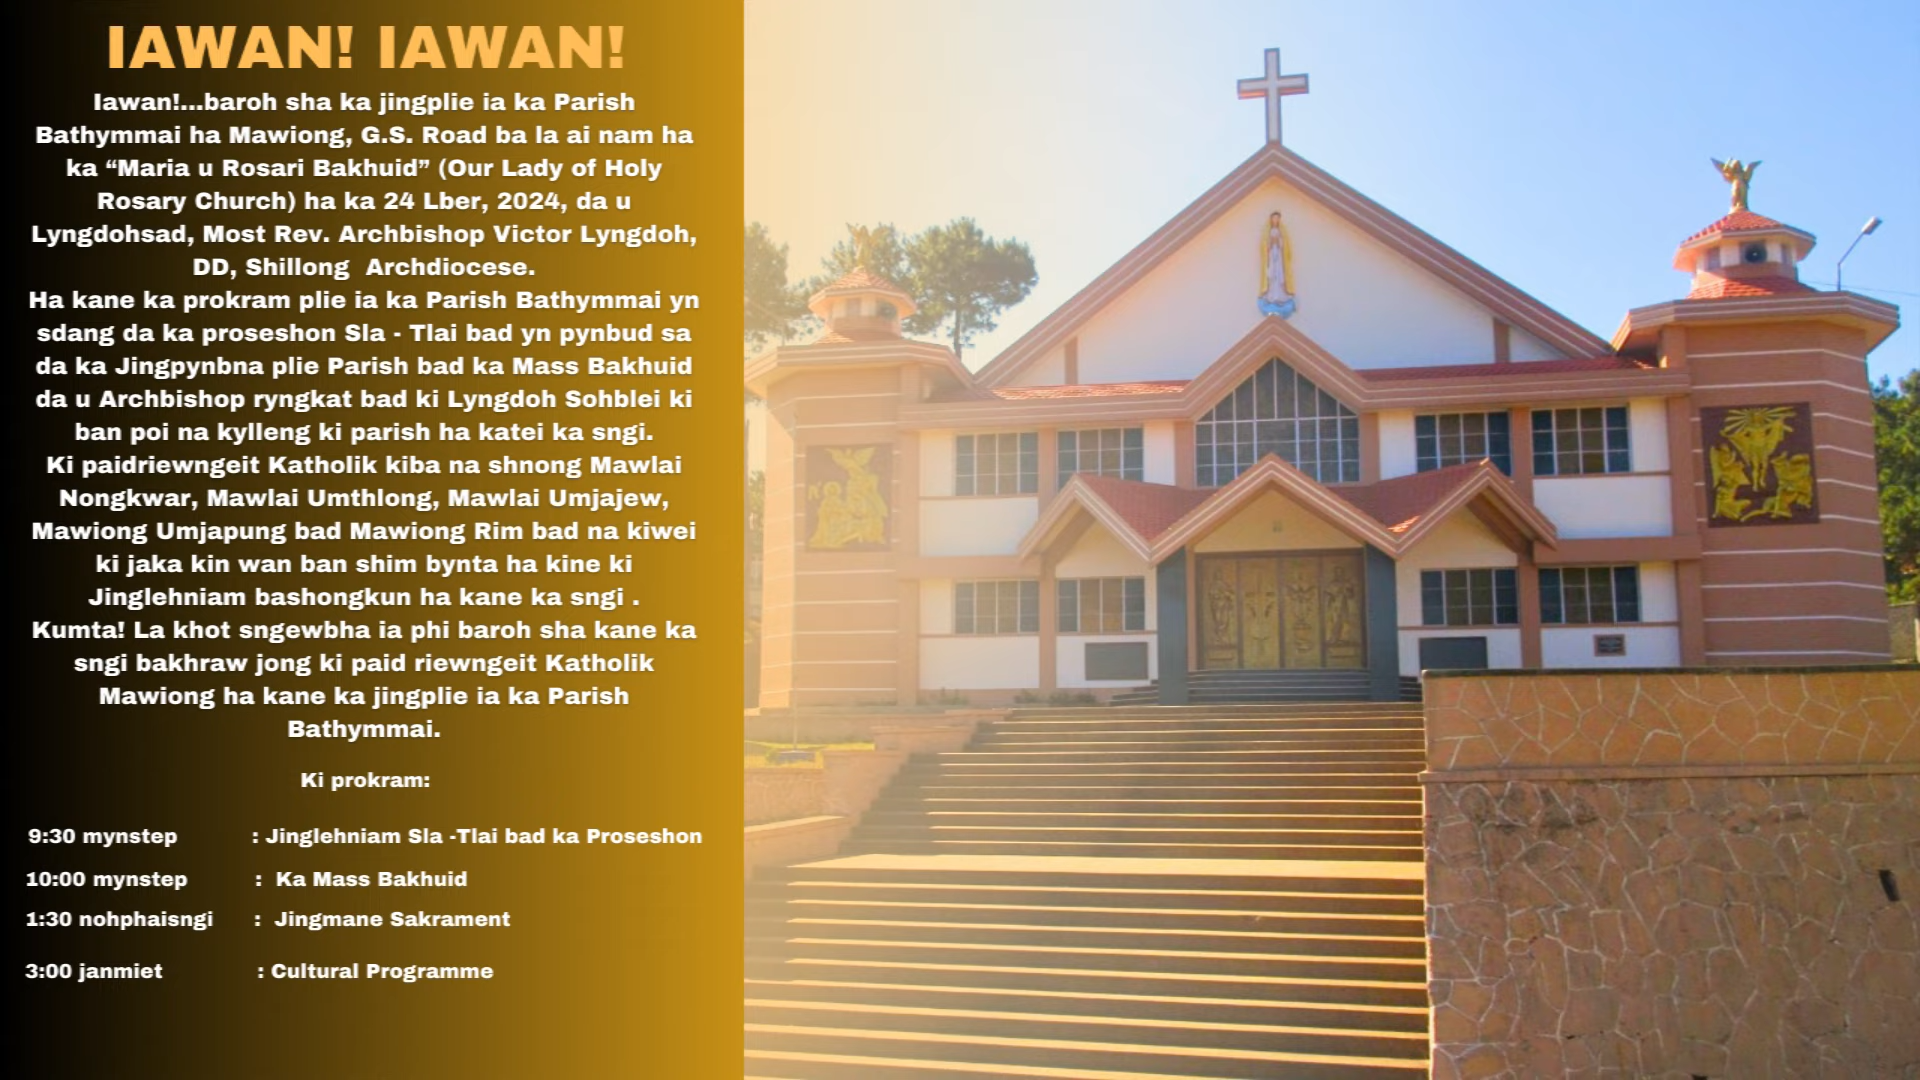 IAWAN! IAWAN!
Iawan!...baroh sha ka jingplie ia ka Parish
Bathymmai ha Mawiong, G.S. Road ba la ai nam ha
ka “Maria u Rosari Bakhuid” (Our Lady of Holy
Rosary Church) ha ka 24 Lber, 2024, da u
Lyngdohsad, Most Rev. Archbishop Victor Lyngdoh,
DD, Shillong Archdiocese.
Ha kane ka prokram plie ia ka Parish Bathymmai yn
sdang da ka proseshon Sla - Tlai bad yn pynbud sa
da ka Jingpynbna plie Parish bad ka Mass Bakhuid
da u Archbishop ryngkat bad ki Lyngdoh Sohblei ki
ban poi na kylleng ki parish ha katei ka sngi.
Ki paidriewngeit Katholik kiba na shnong Mawlai
Nongkwar, Mawlai Umthlong, Mawlai Umjajew,
Mawiong Umjapung bad Mawiong Rim bad na kiwei
ki jaka kin wan ban shim bynta ha kine ki
Jinglehniam bashongkun ha kane ka sngi .
Kumta! La khot sngewbha ia phi baroh sha kane ka
sngi bakhraw jong ki paid riewngeit Katholik
Mawiong ha kane ka jingplie ia ka Parish
Bathymmai.
Ki prokram:
9:30 mynstep : Jinglehniam Sla -Tlai bad ka Proseshon
10:00 mynstep : Ka Mass Bakhuid
1:30 nohphaisngi : Jingmane Sakrament
3:00 janmiet : Cultural Programme